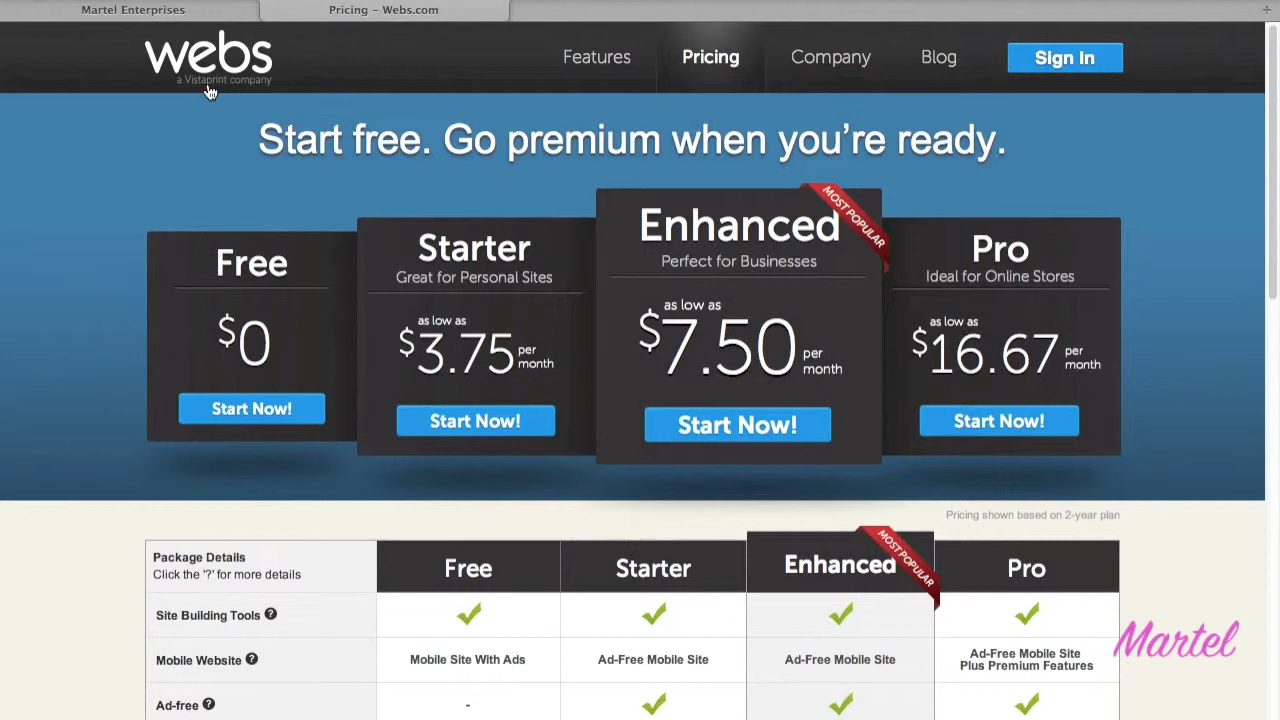 Martel Enterprises
Pricing – Webs.com
webs
a Vistaprint company
Features
Pricing
Company
Blog
Sign In
Start free. Go premium when you're ready.
Free
$0
Start Now!
Starter
Great for Personal Sites
as low as
$3.75 per month
Start Now!
MOST POPULAR
Enhanced
Perfect for Businesses
as low as
$7.50 per month
Start Now!
Pro
Ideal for Online Stores
as low as
$16.67 per month
Start Now!
Pricing shown based on 2-year plan
Package Details
Click the '?' for more details
Free
Starter
Enhanced
MOST POPULAR
Pro
Site Building Tools ?
Mobile Website ?
Mobile Site With Ads
Ad-Free Mobile Site
Ad-Free Mobile Site
Ad-Free Mobile Site
Plus Premium Features
Ad-free ?
-
Martel